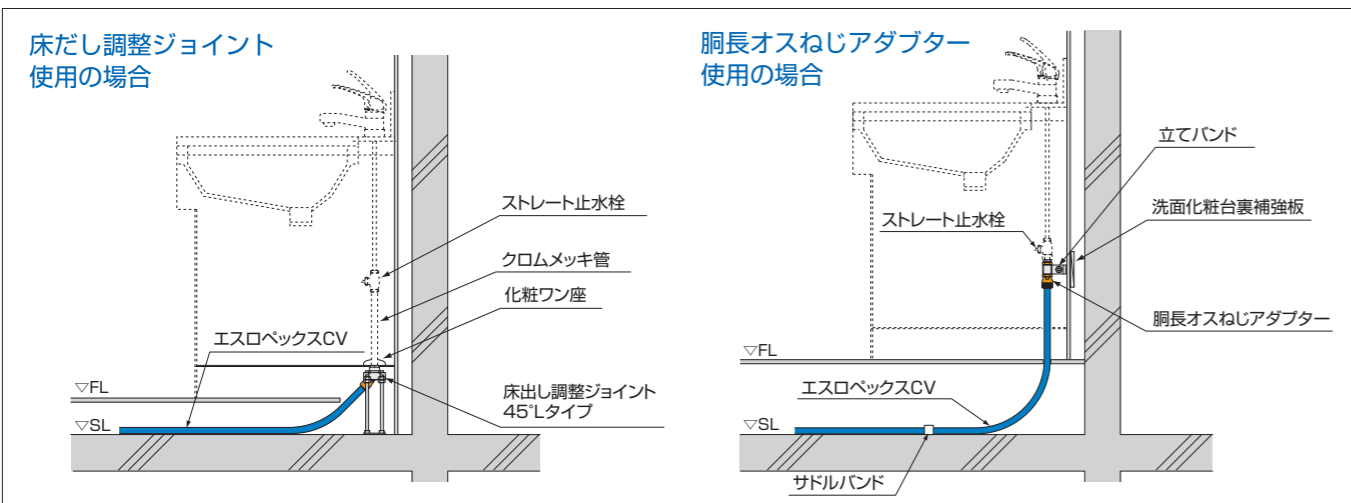 床だし調整ジョイント
使用の場合
ストレート止水栓
クロムメッキ管
化粧ワン座
エスロペックスCV
▽FL
▽SL
床出し調整ジョイント
45°Lタイプ
胴長オスねじアダブター
使用の場合
立てバンド
洗面化粧台裏補強板
ストレート止水栓
胴長オスねじアダプター
▽FL
エスロペックスCV
▽SL
サドルバンド